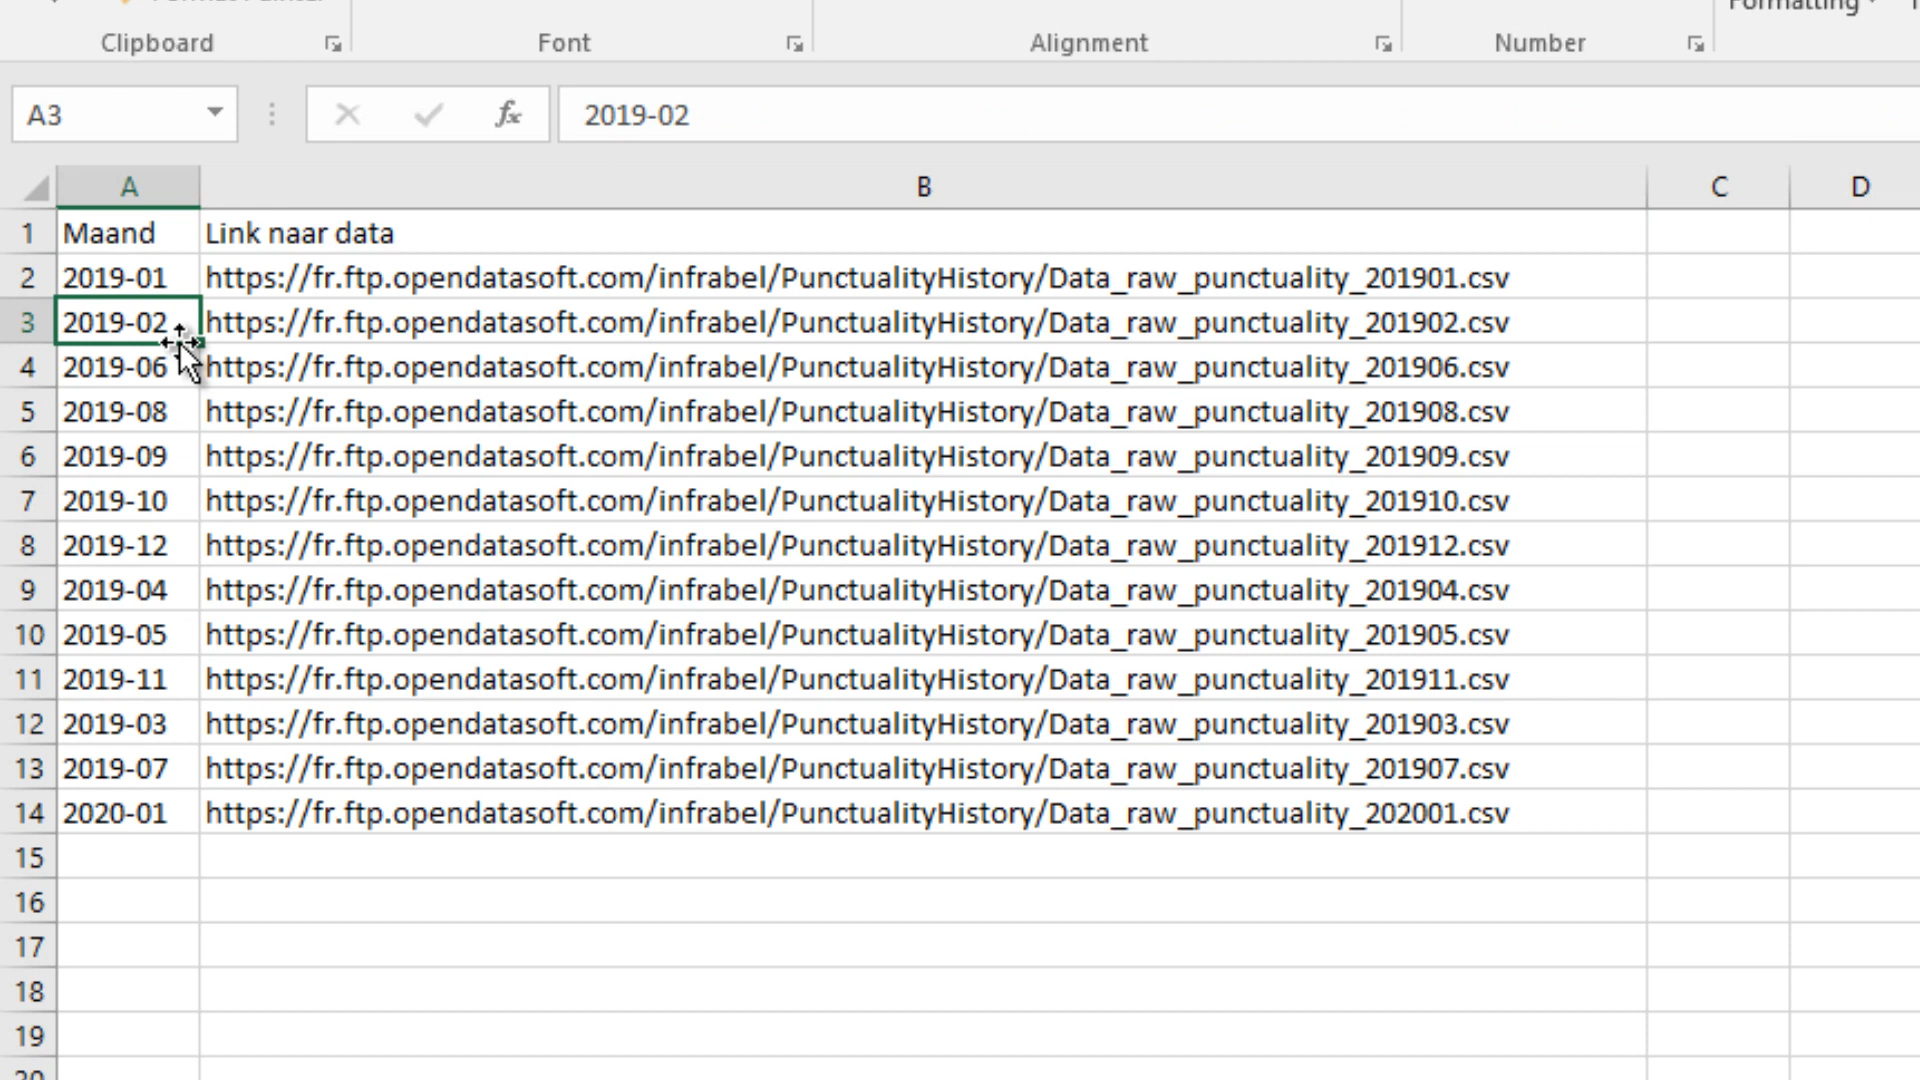 Clipboard Font Alignment Number
Formatting
A3 fx 2019-02
A B C D
1 Maand Link naar data
2 2019-01 https://fr.ftp.opendatasoft.com/infrabel/PunctualityHistory/Data_raw_punctuality_201901.csv
3 2019-02 https://fr.ftp.opendatasoft.com/infrabel/PunctualityHistory/Data_raw_punctuality_201902.csv
4 2019-06 https://fr.ftp.opendatasoft.com/infrabel/PunctualityHistory/Data_raw_punctuality_201906.csv
5 2019-08 https://fr.ftp.opendatasoft.com/infrabel/PunctualityHistory/Data_raw_punctuality_201908.csv
6 2019-09 https://fr.ftp.opendatasoft.com/infrabel/PunctualityHistory/Data_raw_punctuality_201909.csv
7 2019-10 https://fr.ftp.opendatasoft.com/infrabel/PunctualityHistory/Data_raw_punctuality_201910.csv
8 2019-12 https://fr.ftp.opendatasoft.com/infrabel/PunctualityHistory/Data_raw_punctuality_201912.csv
9 2019-04 https://fr.ftp.opendatasoft.com/infrabel/PunctualityHistory/Data_raw_punctuality_201904.csv
10 2019-05 https://fr.ftp.opendatasoft.com/infrabel/PunctualityHistory/Data_raw_punctuality_201905.csv
11 2019-11 https://fr.ftp.opendatasoft.com/infrabel/PunctualityHistory/Data_raw_punctuality_201911.csv
12 2019-03 https://fr.ftp.opendatasoft.com/infrabel/PunctualityHistory/Data_raw_punctuality_201903.csv
13 2019-07 https://fr.ftp.opendatasoft.com/infrabel/PunctualityHistory/Data_raw_punctuality_201907.csv
14 2020-01 https://fr.ftp.opendatasoft.com/infrabel/PunctualityHistory/Data_raw_punctuality_202001.csv
15
16
17
18
19